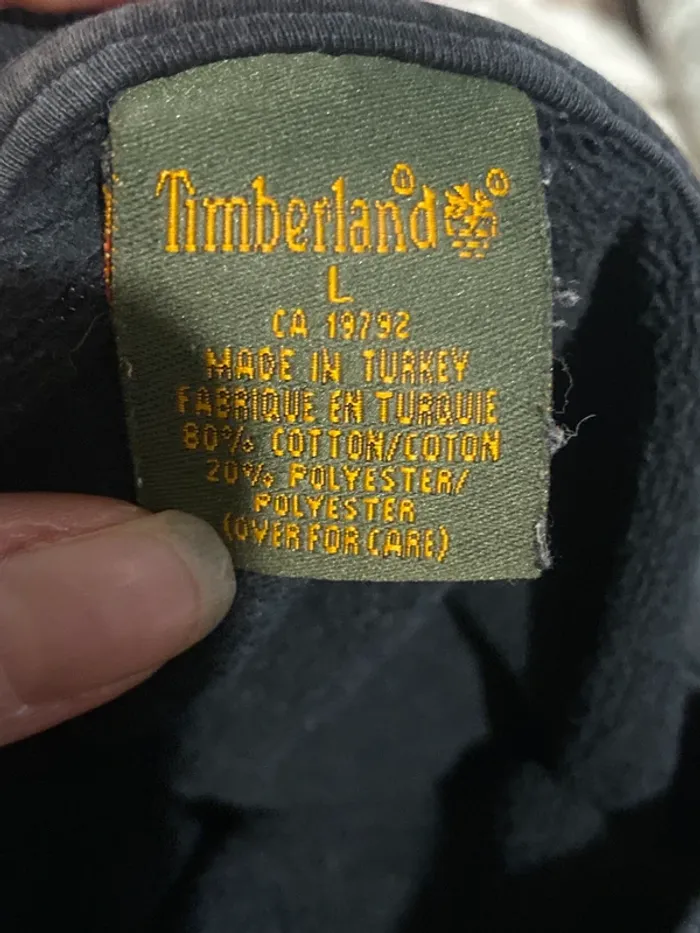 Timberland®®
L
CA 19792
MADE IN TURKEY
FABRIQUE EN TURQUIE
80% COTTON/COTON
20% POLYESTER/
POLYESTER
(OVER FOR CARE)